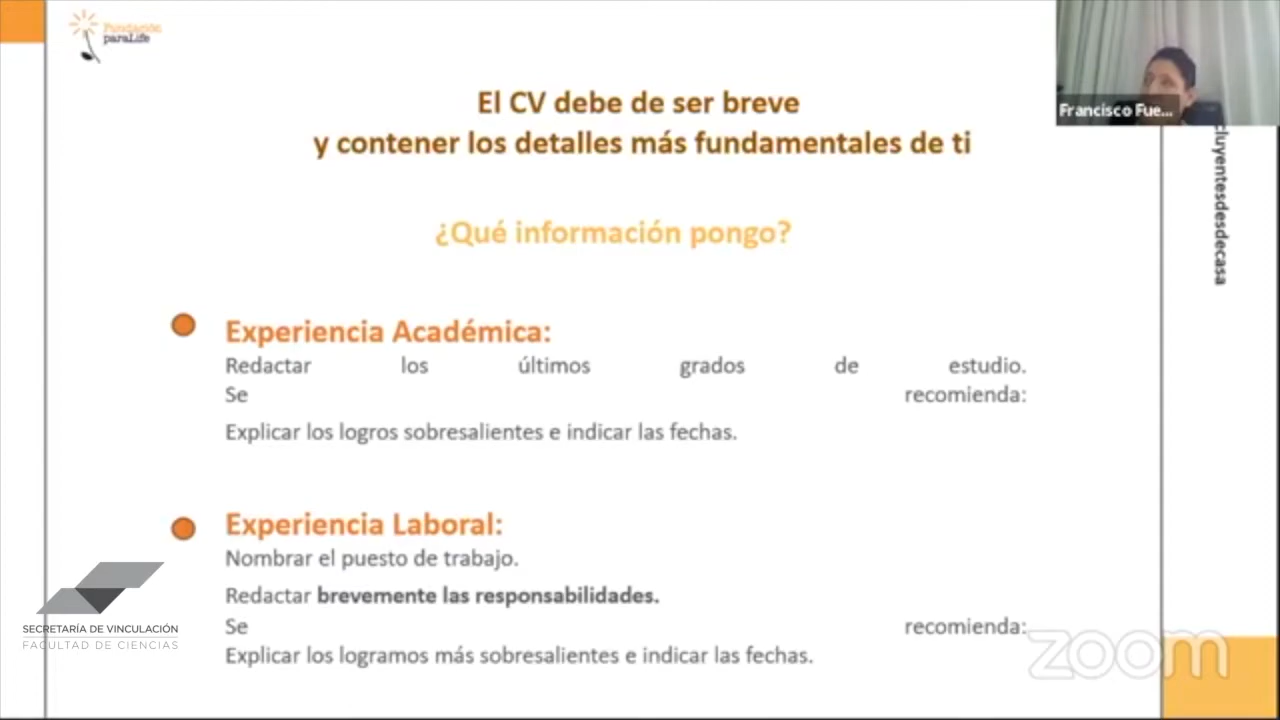 Fundación
paraLife
Francisco Fue...
El CV debe de ser breve
y contener los detalles más fundamentales de ti
¿Qué información pongo?
cluyentesdesdecasa
Experiencia Académica:
Redactar los últimos grados de estudio.
Se recomienda:
Explicar los logros sobresalientes e indicar las fechas.
Experiencia Laboral:
Nombrar el puesto de trabajo.
Redactar brevemente las responsabilidades.
Se recomienda:
Explicar los logramos más sobresalientes e indicar las fechas.
SECRETARÍA DE VINCULACIÓN
FACULTAD DE CIENCIAS
zoom